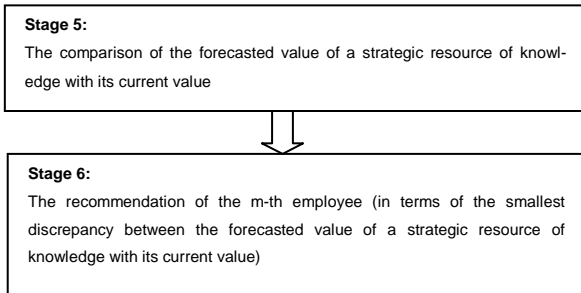 Stage 5:
The comparison of the forecasted value of a strategic resource of knowl-
edge with its current value
Stage 6:
The recommendation of the m-th employee (in terms of the smallest
discrepancy between the forecasted value of a strategic resource of
knowledge with its current value)